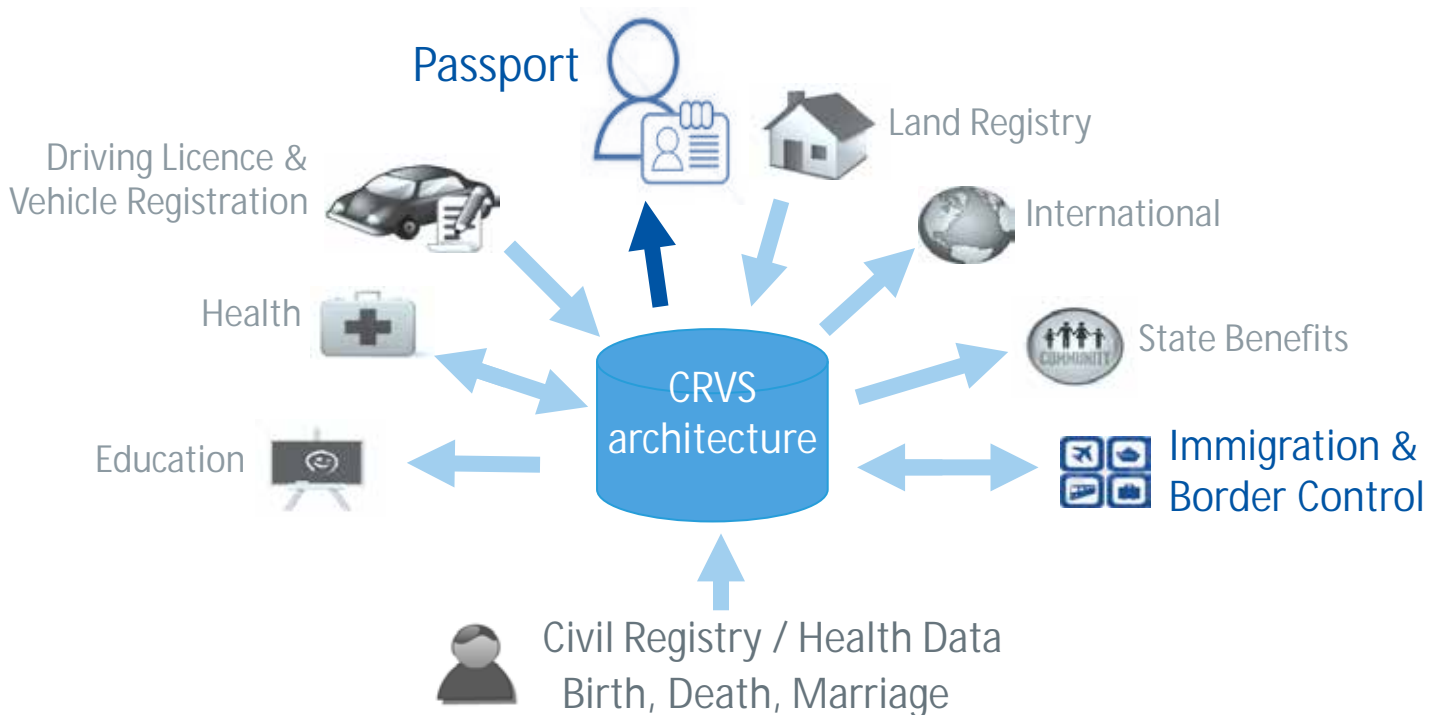 Passport
Land Registry
Driving Licence &
Vehicle Registration
International
Health
COMMUNITY
State Benefits
CRVS
architecture
Education
Immigration &
Border Control
Civil Registry / Health Data
Birth, Death, Marriage